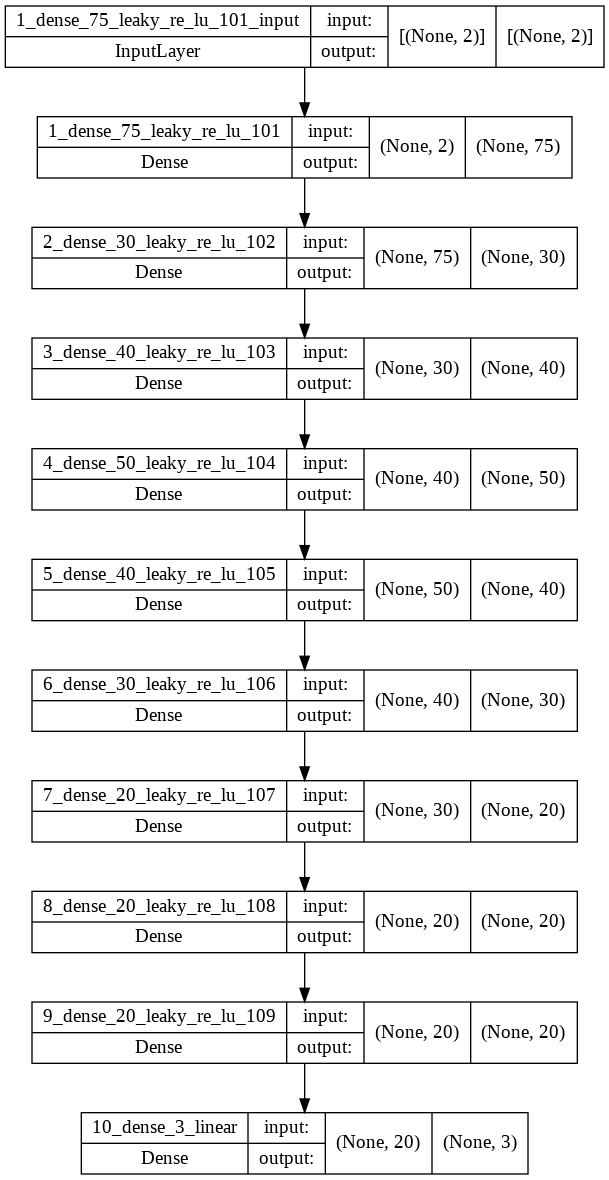 1_dense_75_leaky_re_lu_101_input input: [(None, 2)] [(None, 2)]
InputLayer output:
1_dense_75_leaky_re_lu_101 input: (None, 2) (None, 75)
Dense output:
2_dense_30_leaky_re_lu_102 input: (None, 75) (None, 30)
Dense output:
3_dense_40_leaky_re_lu_103 input: (None, 30) (None, 40)
Dense output:
4_dense_50_leaky_re_lu_104 input: (None, 40) (None, 50)
Dense output:
5_dense_40_leaky_re_lu_105 input: (None, 50) (None, 40)
Dense output:
6_dense_30_leaky_re_lu_106 input: (None, 40) (None, 30)
Dense output:
7_dense_20_leaky_re_lu_107 input: (None, 30) (None, 20)
Dense output:
8_dense_20_leaky_re_lu_108 input: (None, 20) (None, 20)
Dense output:
9_dense_20_leaky_re_lu_109 input: (None, 20) (None, 20)
Dense output:
10_dense_3_linear input: (None, 20) (None, 3)
Dense output: